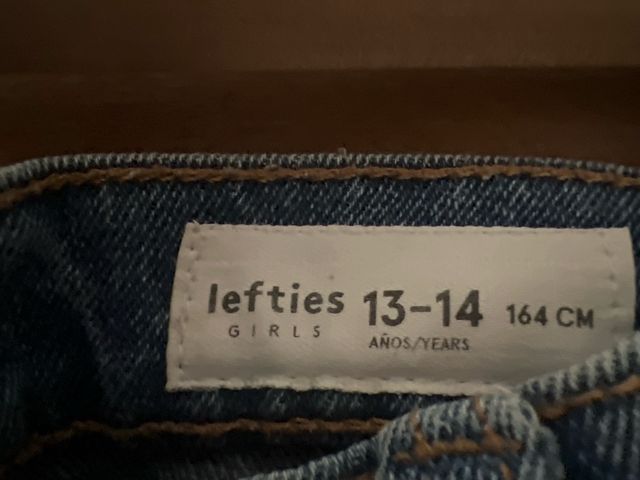 lefties 13-14 164 CM
GIRLS AÑOS/YEARS